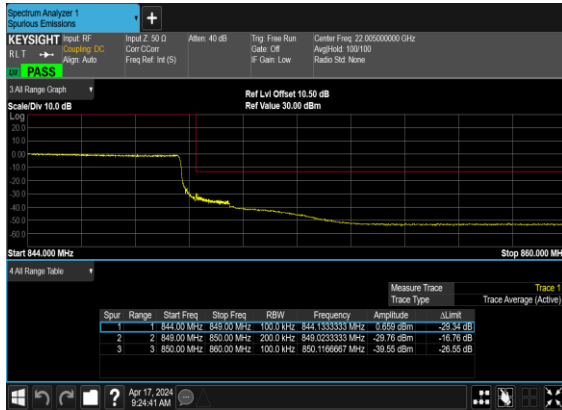 Spectrum Analyzer 1
Spurious Emissions
KEYSIGHT
RLT
Input: RF
Coupling: DC
Align: Auto
Input Z: 50 Ω
Corr CCorr
Freq Ref: Int (S)
Atten: 40 dB
Trig: Free Run
Gate: Off
IF Gain: Low
Center Freq: 22.005000000 GHz
Avg|Hold: 100/100
Radio Std: None
PASS
3 All Range Graph
Scale/Div 10.0 dB
Ref Lvl Offset 10.50 dB
Ref Value 30.00 dBm
Log
20.0
10.0
0.00
-10.0
-20.0
-30.0
-40.0
-50.0
-60.0
Start 844.000 MHz
Stop 860.000 MH
4 All Range Table
Measure Trace Trace 1
Trace Type Trace Average (Active)
Spur Range Start Freq Stop Freq RBW Frequency Amplitude ΔLimit
1 1 844.00 MHz 849.00 MHz 100.0 kHz 844.1333333 MHz 0.659 dBm -29.34 dB
2 2 849.00 MHz 850.00 MHz 200.0 kHz 849.0233333 MHz -29.76 dBm -16.76 dB
3 3 850.00 MHz 860.00 MHz 100.0 kHz 850.1166667 MHz -39.55 dBm -26.55 dB
Apr 17, 2024
9:24:41 AM